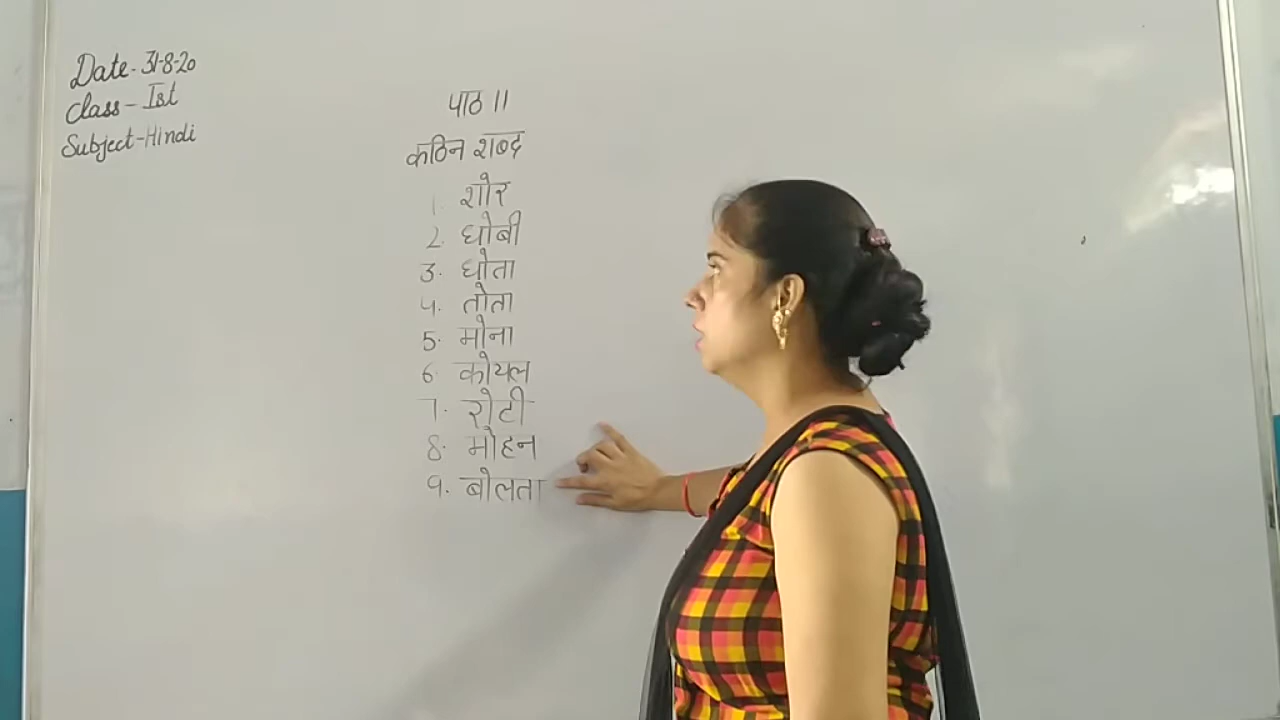 Date- 31-8-20
Class- Ist
Subject-Hindi
पाठ 11
कठिन शब्द
1. शोर
2. धोबी
3. धोता
4. तोता
5. मोना
6. कोयल
7. रोटी
8. मोहन
9. बोलता